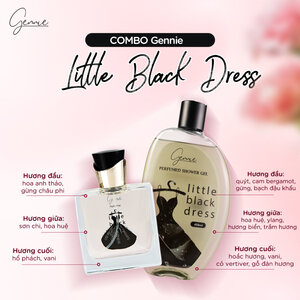 Gennie
COMBO Gennie
Little Black Dress
Hương đầu:
hoa anh thảo,
gừng châu phi
Hương giữa:
sơn chi, hoa huệ
Hương cuối:
hổ phách, vani
Gennie
Gennie
PERFUMED SHOWER GEL
little
black
dress
Hương đầu:
quýt, cam bergamot,
gừng, bạch đậu khấu
Hương giữa:
hoa huệ, ylang,
hương biển, trầm hương
Hương cuối:
hoắc hương, vani,
cỏ vertiver, gỗ đàn hương